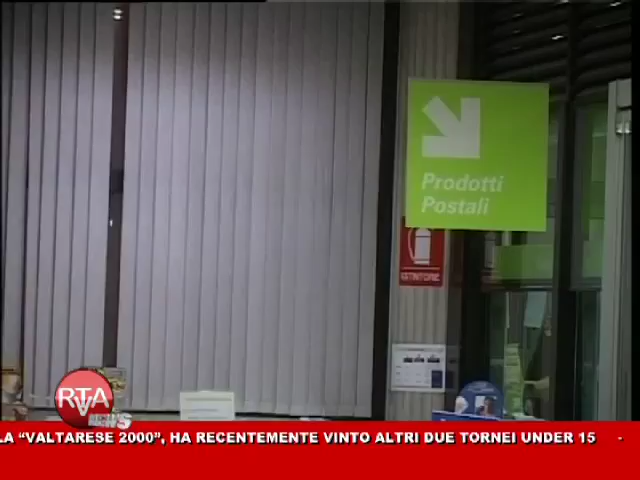 Prodotti
Postali
ESTINTORE
RTA
NEWS
LA “VALTARESE 2000”, HA RECENTEMENTE VINTO ALTRI DUE TORNEI UNDER 15 -